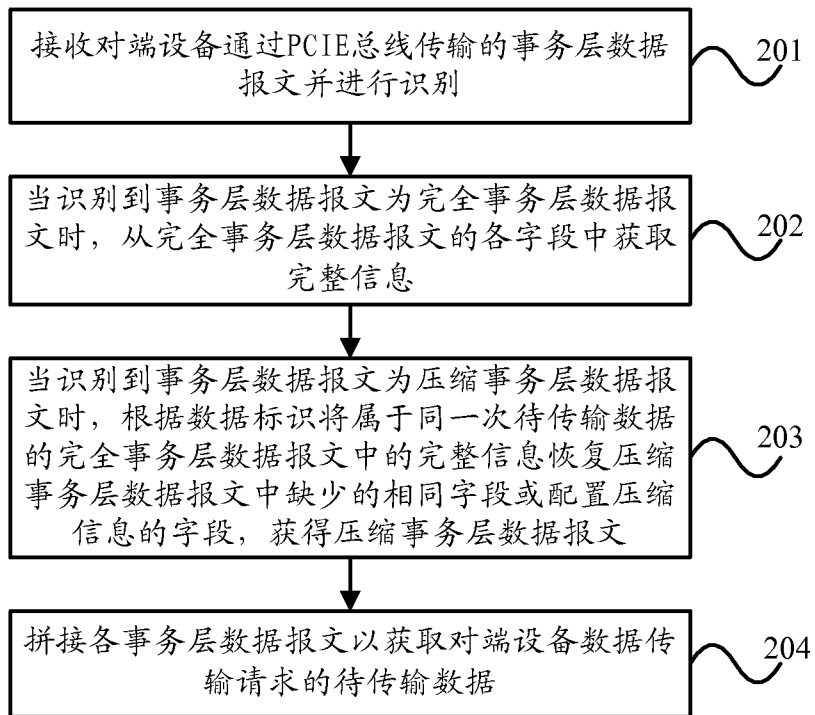 接收对端设备通过PCIE总线传输的事务层数据
报文并进行识别
201
当识别到事务层数据报文为完全事务层数据报
文时，从完全事务层数据报文的各字段中获取
完整信息
202
当识别到事务层数据报文为压缩事务层数据报
文时，根据数据标识将属于同一次待传输数据
的完全事务层数据报文中的完整信息恢复压缩
事务层数据报文中缺少的相同字段或配置压缩
信息的字段，获得压缩事务层数据报文
203
拼接各事务层数据报文以获取对端设备数据传
输请求的待传输数据
204